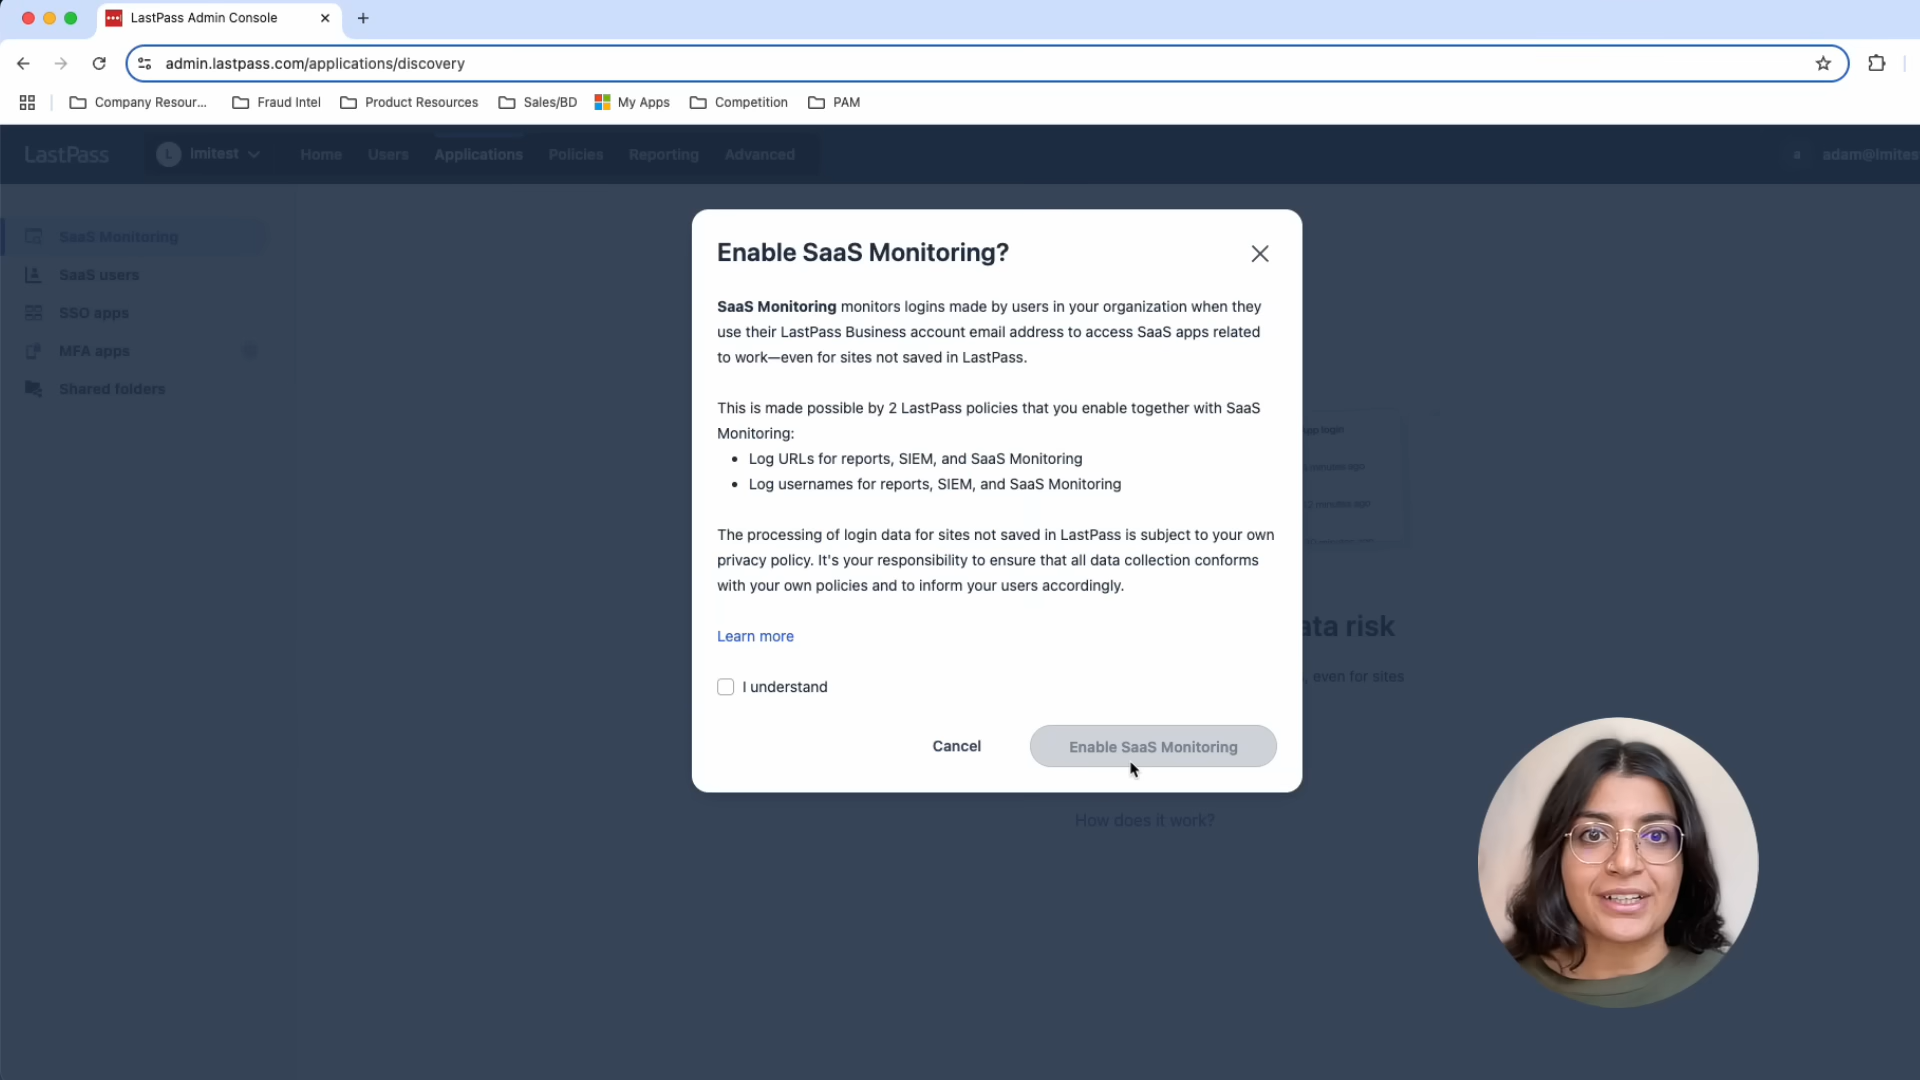 LastPass Admin Console
admin.lastpass.com/applications/discovery
Company Resour...
Fraud Intel
Product Resources
Sales/BD
My Apps
Competition
PAM
LastPass
L
lmitest
Home
Users
Applications
Policies
Reporting
Advanced
a
adam@lmites
SaaS Monitoring
SaaS users
SSO apps
MFA apps
Shared folders
Enable SaaS Monitoring?
SaaS Monitoring monitors logins made by users in your organization when they
use their LastPass Business account email address to access SaaS apps related
to work—even for sites not saved in LastPass.
This is made possible by 2 LastPass policies that you enable together with SaaS
Monitoring:
• Log URLs for reports, SIEM, and SaaS Monitoring
• Log usernames for reports, SIEM, and SaaS Monitoring
The processing of login data for sites not saved in LastPass is subject to your own
privacy policy. It's your responsibility to ensure that all data collection conforms
with your own policies and to inform your users accordingly.
Learn more
I understand
Cancel
Enable SaaS Monitoring
login
minutes ago
minutes ago
ata risk
, even for sites
How does it work?